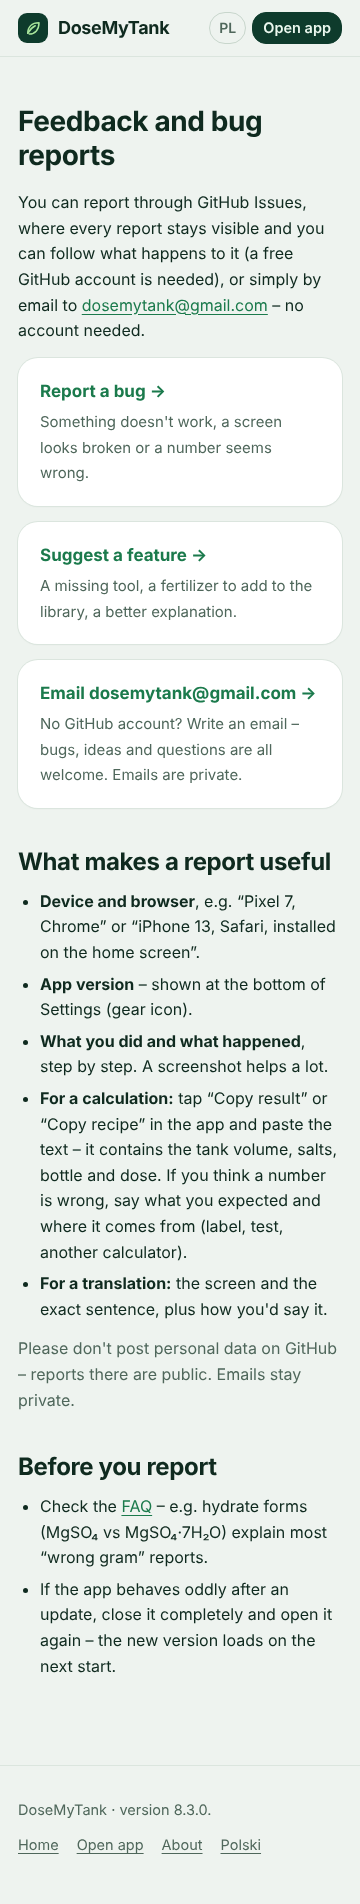 DoseMyTank
PL
Open app
Feedback and bug
reports
You can report through GitHub Issues,
where every report stays visible and you
can follow what happens to it (a free
GitHub account is needed), or simply by
email to dosemytank@gmail.com – no
account needed.
Report a bug →
Something doesn't work, a screen
looks broken or a number seems
wrong.
Suggest a feature →
A missing tool, a fertilizer to add to the
library, a better explanation.
Email dosemytank@gmail.com →
No GitHub account? Write an email –
bugs, ideas and questions are all
welcome. Emails are private.
What makes a report useful
• Device and browser, e.g. “Pixel 7,
Chrome” or “iPhone 13, Safari, installed
on the home screen”.
• App version – shown at the bottom of
Settings (gear icon).
• What you did and what happened,
step by step. A screenshot helps a lot.
• For a calculation: tap “Copy result” or
“Copy recipe” in the app and paste the
text – it contains the tank volume, salts,
bottle and dose. If you think a number
is wrong, say what you expected and
where it comes from (label, test,
another calculator).
• For a translation: the screen and the
exact sentence, plus how you'd say it.
Please don't post personal data on GitHub
– reports there are public. Emails stay
private.
Before you report
• Check the FAQ – e.g. hydrate forms
(MgSO₄ vs MgSO₄·7H₂O) explain most
“wrong gram” reports.
• If the app behaves oddly after an
update, close it completely and open it
again – the new version loads on the
next start.
DoseMyTank · version 8.3.0.
Home Open app About Polski